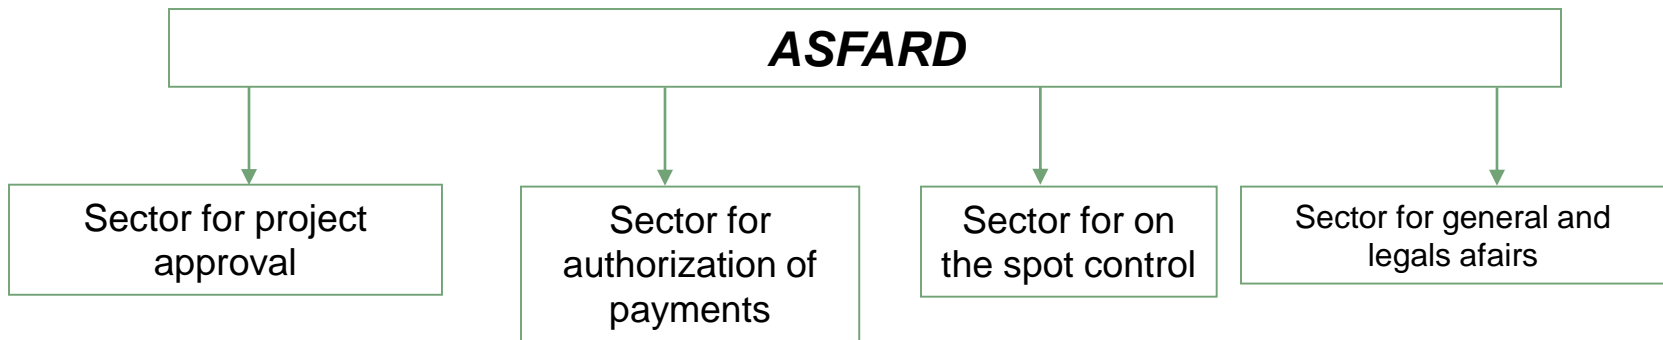 ASFARD
Sector for project
approval
Sector for
authorization of
payments
Sector for on
the spot control
Sector for general and
legals afairs